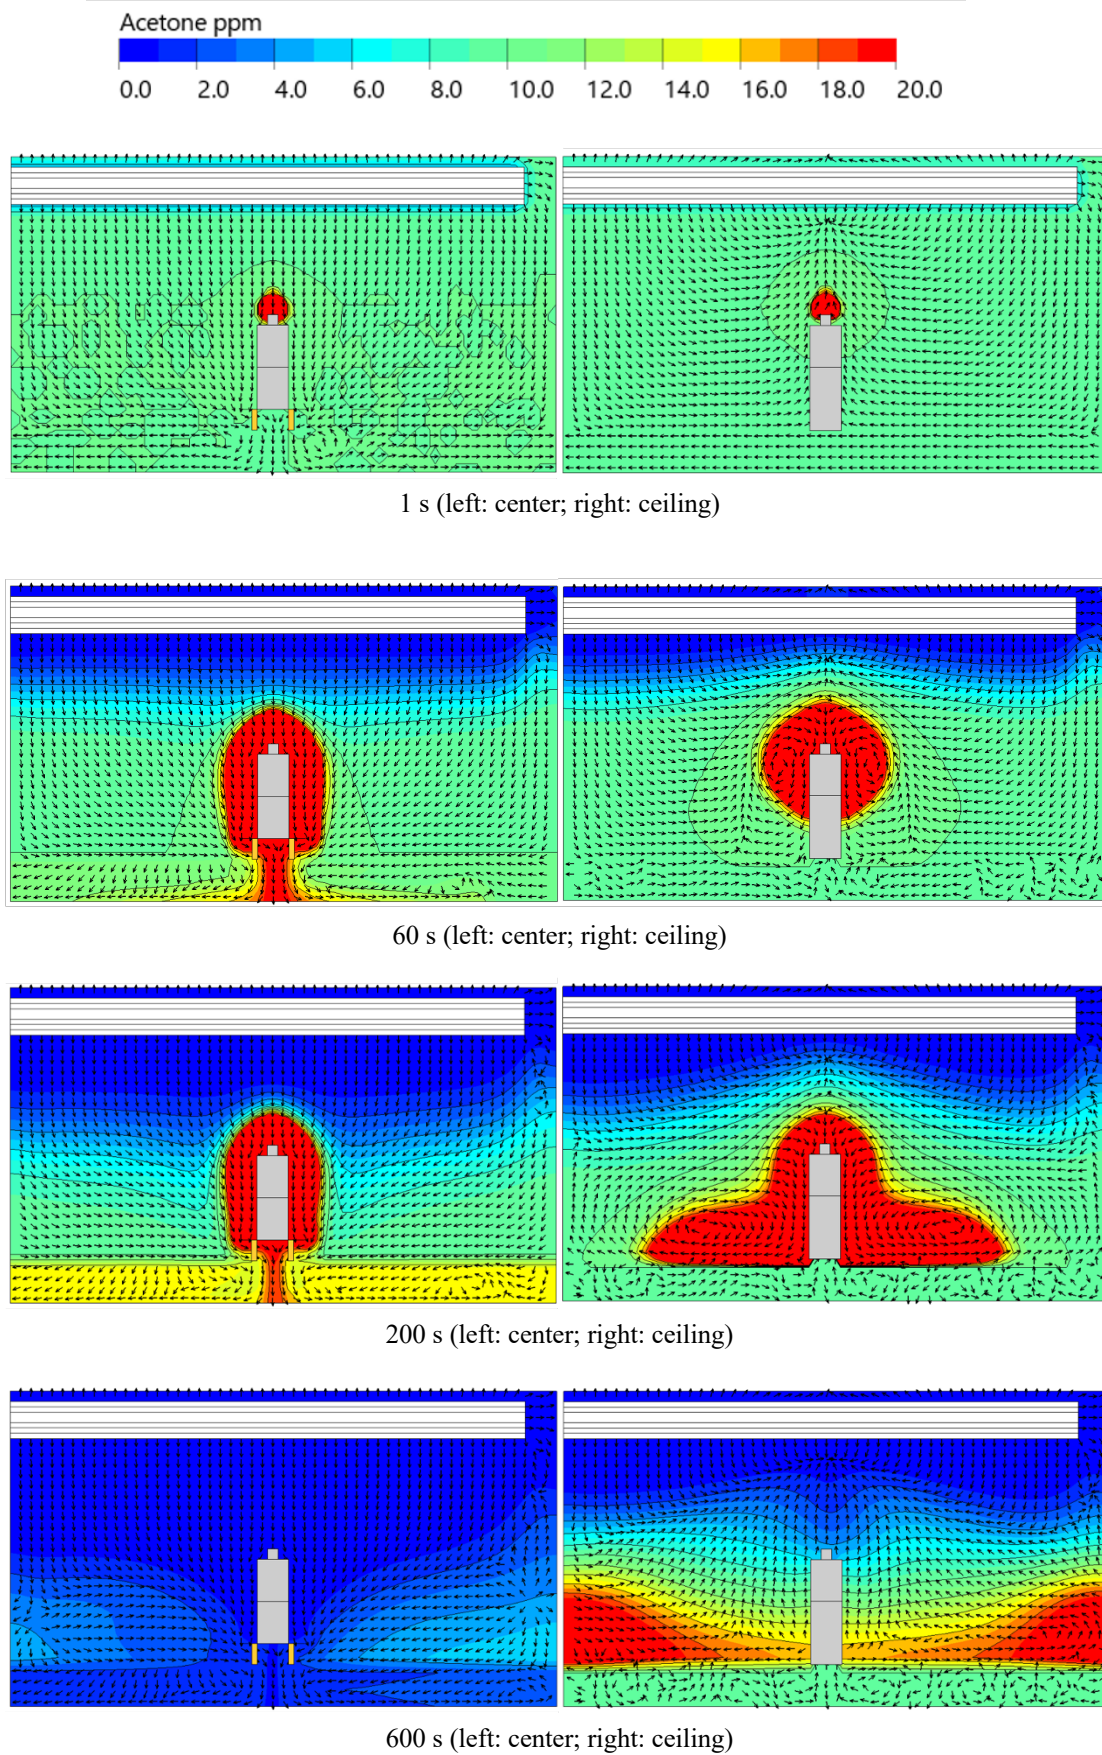 Acetone ppm
0.0 2.0 4.0 6.0 8.0 10.0 12.0 14.0 16.0 18.0 20.0
1 s (left: center; right: ceiling)
60 s (left: center; right: ceiling)
200 s (left: center; right: ceiling)
600 s (left: center; right: ceiling)